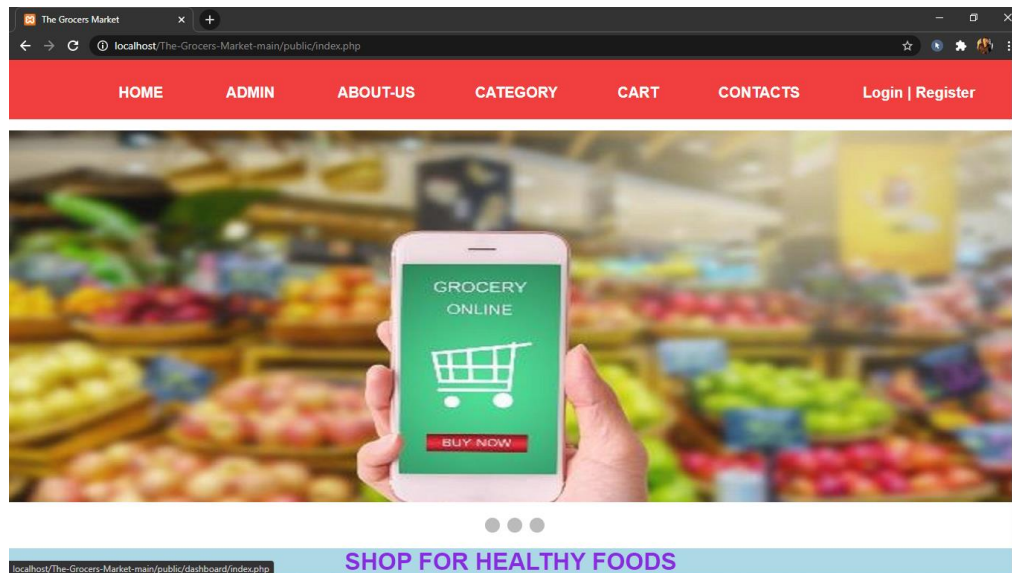 The Grocers Market
localhost/The-Grocers-Market-main/public/index.php
HOME ADMIN ABOUT-US CATEGORY CART CONTACTS Login | Register
GROCERY
ONLINE
BUY NOW
SHOP FOR HEALTHY FOODS
localhost/The-Grocers-Market-main/public/dashboard/index.php